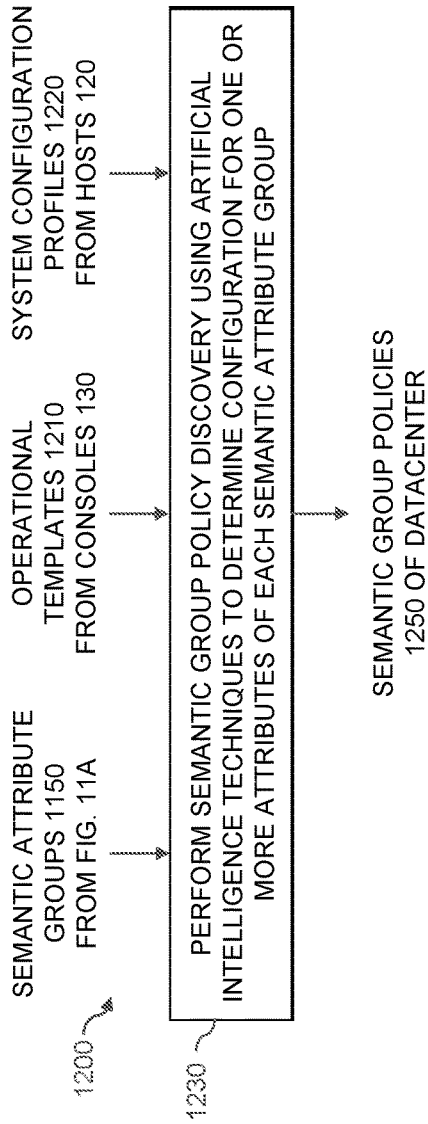 SEMANTIC ATTRIBUTE
GROUPS 1150
FROM FIG. 11A
OPERATIONAL
TEMPLATES 1210
FROM CONSOLES 130
SYSTEM CONFIGURATION
PROFILES 1220
FROM HOSTS 120
1200
1230
PERFORM SEMANTIC GROUP POLICY DISCOVERY USING ARTIFICIAL
INTELLIGENCE TECHNIQUES TO DETERMINE CONFIGURATION FOR ONE OR
MORE ATTRIBUTES OF EACH SEMANTIC ATTRIBUTE GROUP
SEMANTIC GROUP POLICIES
1250 OF DATACENTER